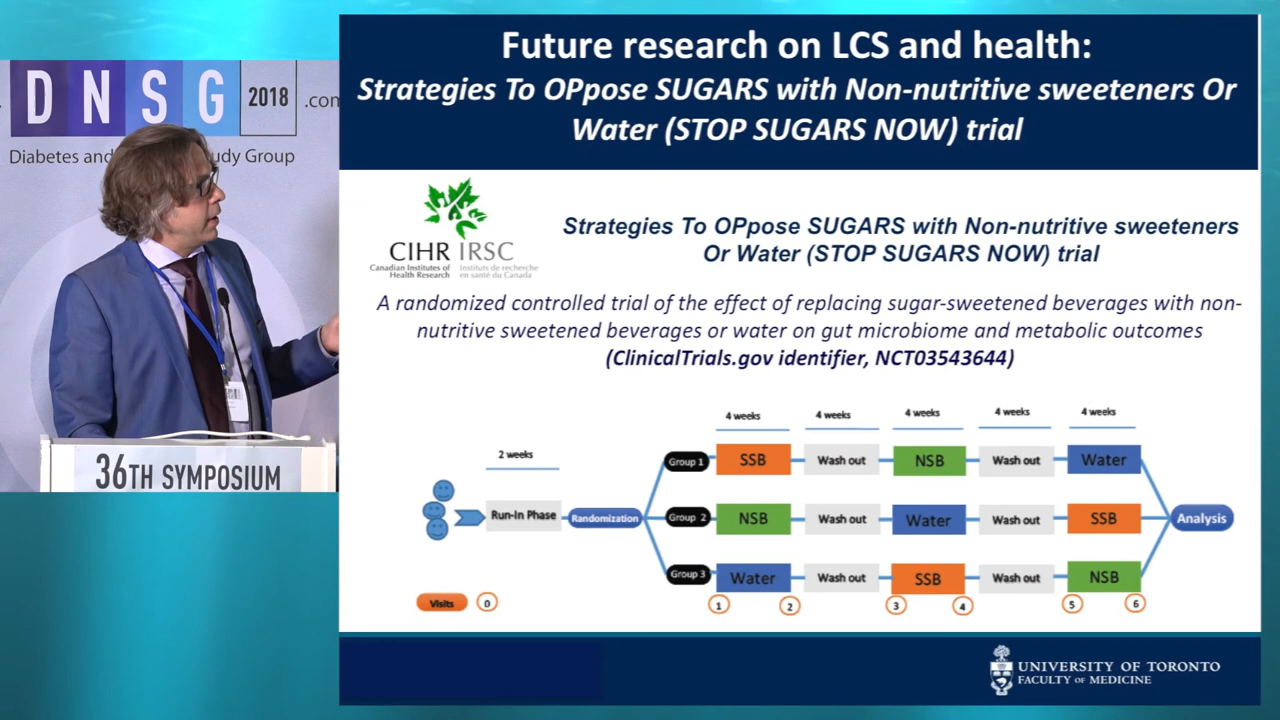 DNSG 2018 .com
Diabetes and
udy Group
36TH SYMPOSIUM
Future research on LCS and health:
Strategies To OPpose SUGARS with Non-nutritive sweeteners Or
Water (STOP SUGARS NOW) trial
CIHR IRSC
Canadian Institutes of Health Research
Instituts de recherche en santé du Canada
Strategies To OPpose SUGARS with Non-nutritive sweeteners
Or Water (STOP SUGARS NOW) trial
A randomized controlled trial of the effect of replacing sugar-sweetened beverages with non-
nutritive sweetened beverages or water on gut microbiome and metabolic outcomes
(ClinicalTrials.gov identifier, NCT03543644)
4 weeks 4 weeks 4 weeks 4 weeks 4 weeks
2 weeks
Group 1 SSB Wash out NSB Wash out Water
Run-In Phase Randomization Group 2 NSB Wash out Water Wash out SSB Analysis
Group 3 Water Wash out SSB Wash out NSB
Visits 0 1 2 3 4 5 6
UNIVERSITY OF TORONTO
FACULTY OF MEDICINE